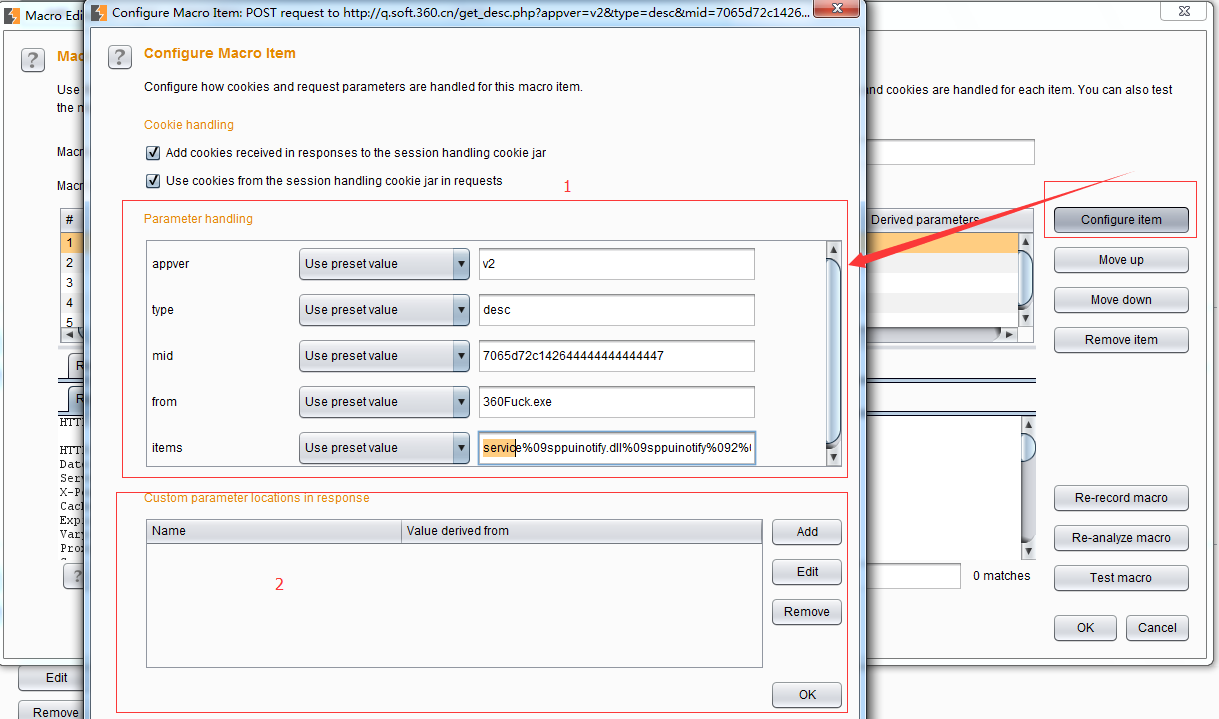 Macro Edi
Configure Macro Item: POST request to http://q.soft.360.cn/get_desc.php?appver=v2&type=desc&mid=7065d72c1426...
?
Mac
?
Configure Macro Item
Use
Configure how cookies and request parameters are handled for this macro item.
nd cookies are handled for each item. You can also test
the m
Cookie handling
Macr
Add cookies received in responses to the session handling cookie jar
Macr
Use cookies from the session handling cookie jar in requests
1
#
Parameter handling
Derived parameters
Configure item
1
2
3
4
5
appver
Use preset value
v2
Move up
type
Use preset value
desc
Move down
mid
Use preset value
7065d72c142644444444444447
Remove item
R
from
Use preset value
360Fuck.exe
R
items
Use preset value
service%09sppuinotify.dll%09sppuinotify%092%
HTT
HTT
Date
Serv
X-Po
Cach
Exp
Vary
Prox
Custom parameter locations in response
Re-record macro
Name
Value derived from
Add
Re-analyze macro
Edit
?
0 matches
Test macro
2
Remove
OK
Cancel
Edit
OK
Remove